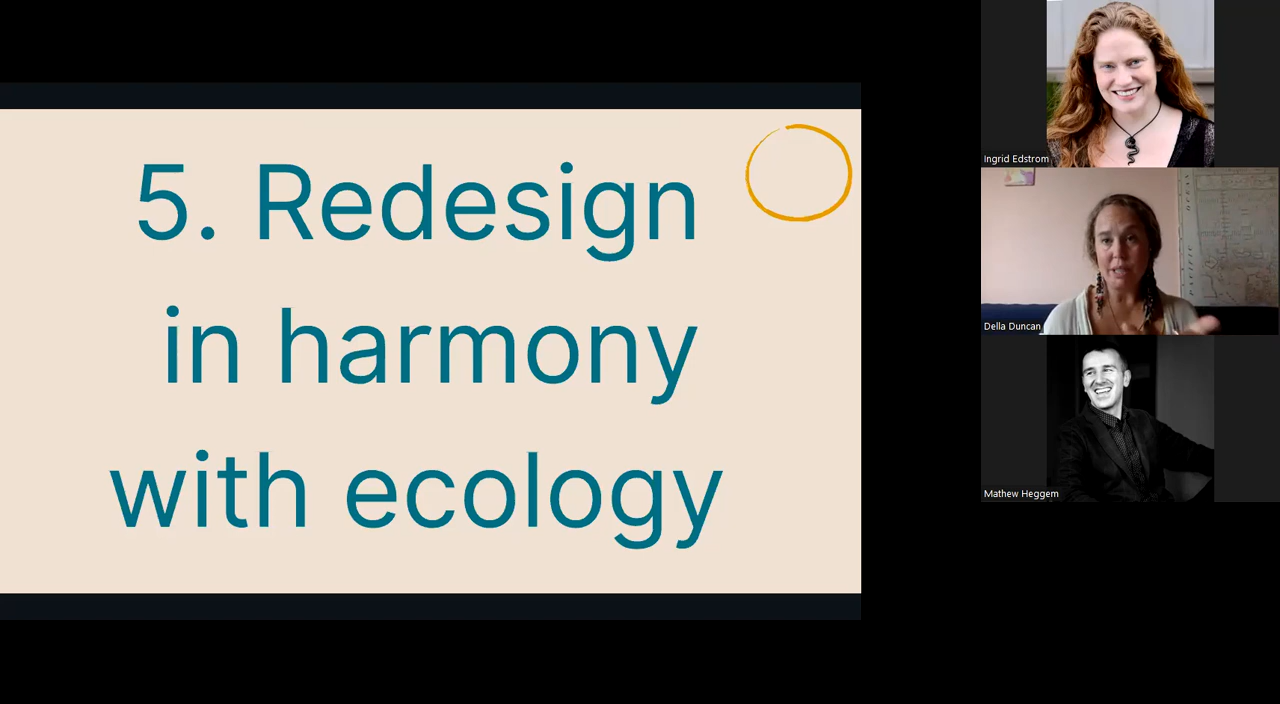 5. Redesign
in harmony
with ecology
Ingrid Edstrom
Della Duncan
Mathew Heggem